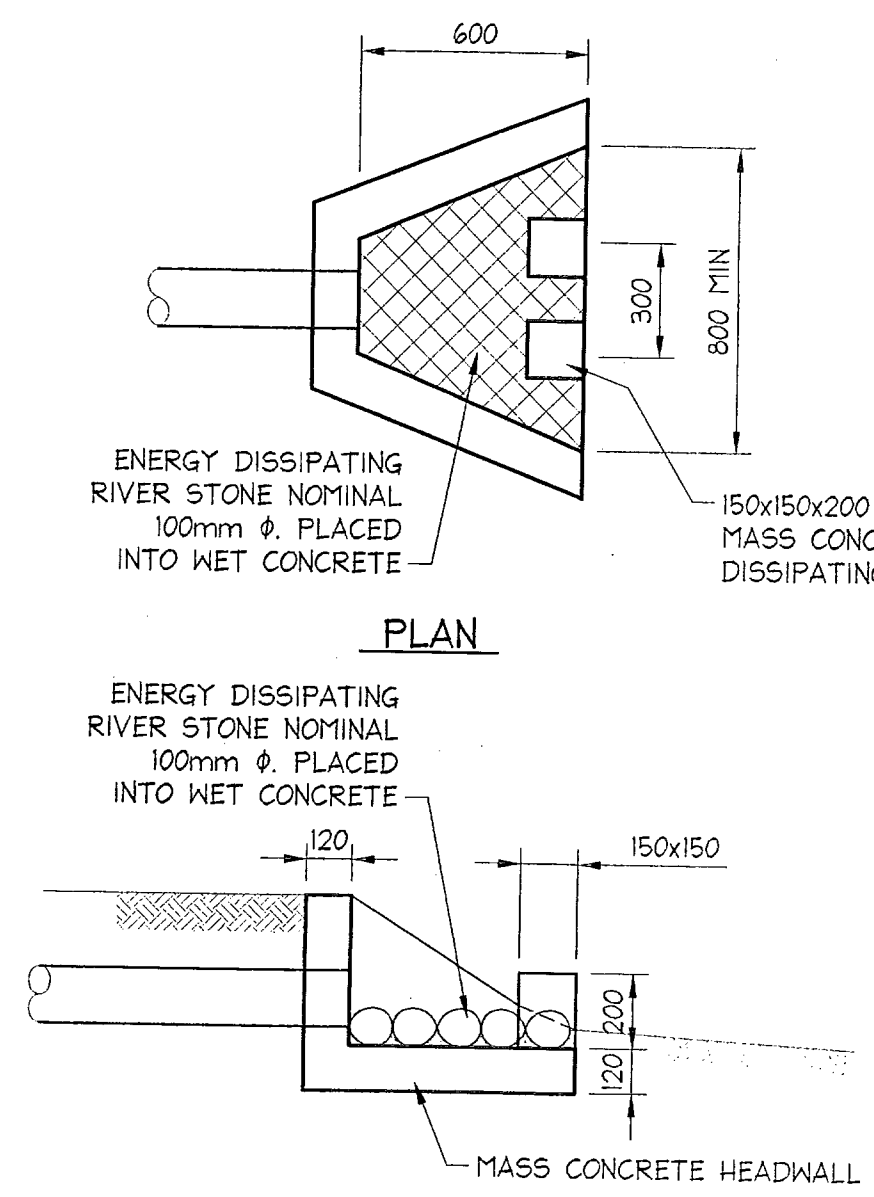 600
300
800 MIN
ENERGY DISSIPATING
RIVER STONE NOMINAL
100mm ϕ. PLACED
INTO WET CONCRETE
150x150x200
MASS CONC
DISSIPATING
PLAN
ENERGY DISSIPATING
RIVER STONE NOMINAL
100mm ϕ. PLACED
INTO WET CONCRETE
120
150x150
200
120
MASS CONCRETE HEADWALL